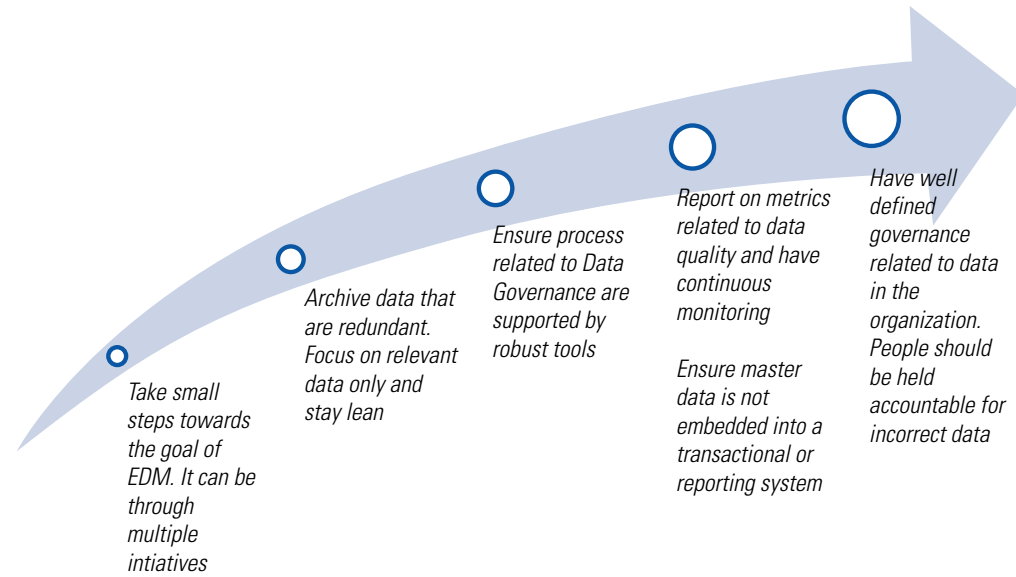 Take small
steps towards
the goal of
EDM. It can be
through
multiple
intiatives
Archive data that
are redundant.
Focus on relevant
data only and
stay lean
Ensure process
related to Data
Governance are
supported by
robust tools
Report on metrics
related to data
quality and have
continuous
monitoring
Ensure master
data is not
embedded into a
transactional or
reporting system
Have well
defined
governance
related to data
in the
organization.
People should
be held
accountable for
incorrect data